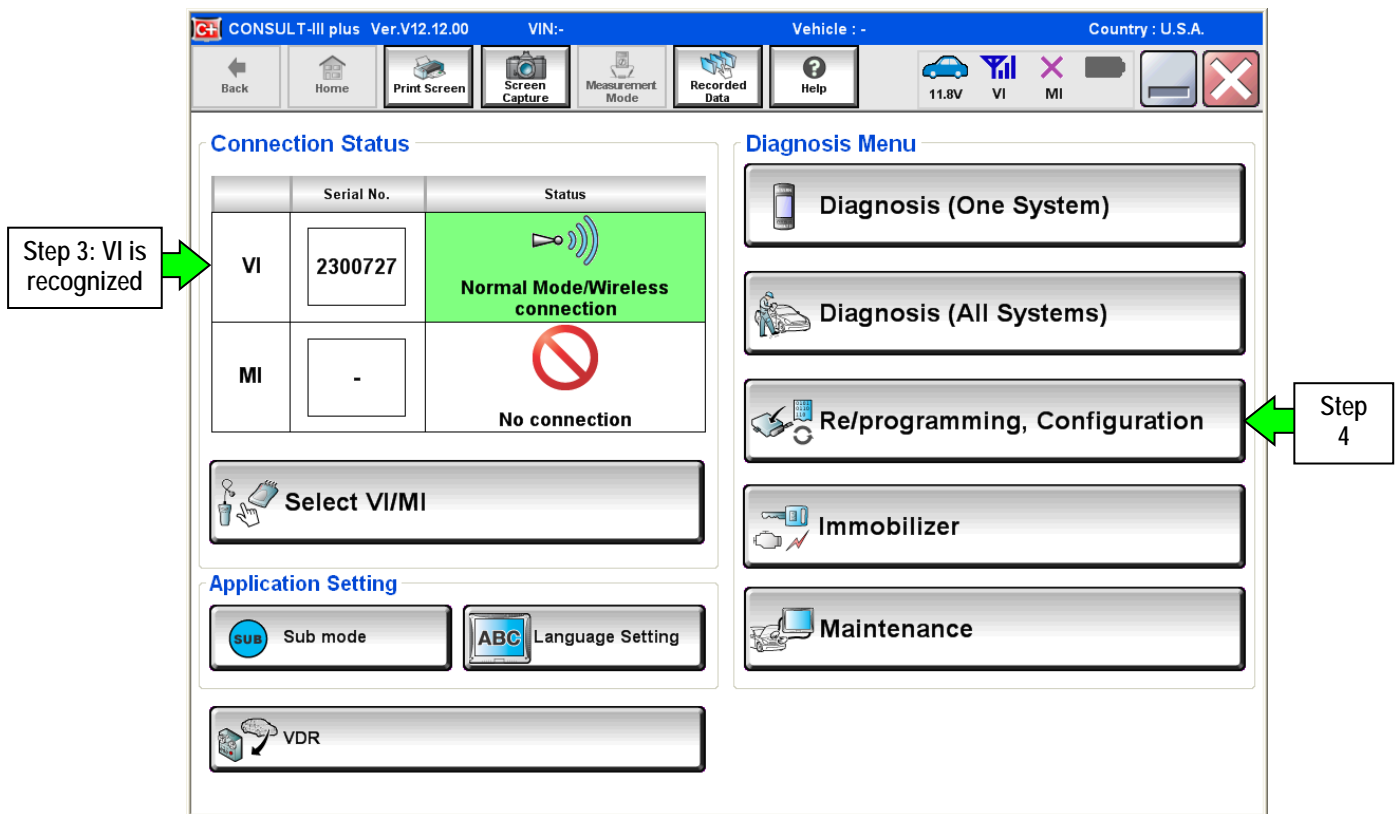 C+ CONSULT-III plus Ver.V12.12.00 VIN:- Vehicle : - Country : U.S.A.
Back
Home
Print Screen
Screen
Capture
Measurement
Mode
Recorded
Data
Help
11.8V
VI
MI
Connection Status
Serial No. Status
VI 2300727 Normal Mode/Wireless
connection
MI - No connection
Select VI/MI
Application Setting
SUB Sub mode
ABC Language Setting
VDR
Diagnosis Menu
Diagnosis (One System)
Diagnosis (All Systems)
Re/programming, Configuration
Immobilizer
Maintenance
Step 3: VI is
recognized
Step
4